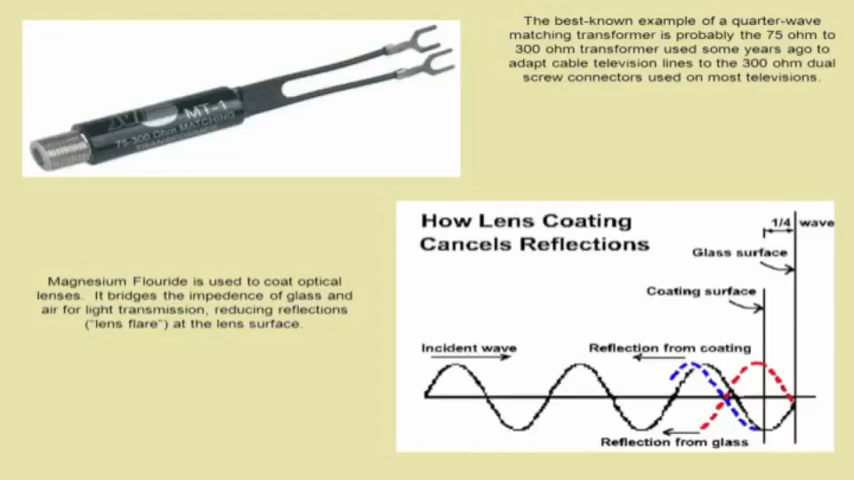 The best-known example of a quarter-wave
matching transformer is probably the 75 ohm to
300 ohm transformer used some years ago to
adapt cable television lines to the 300 ohm dual
screw connectors used on most televisions.
MT-1
75-300 Ohm MATCHING
TRANSFORMER
How Lens Coating
Cancels Reflections
1/4 wave
Glass surface
Coating surface
Incident wave
Reflection from coating
Reflection from glass
Magnesium Flouride is used to coat optical
lenses. It bridges the impedence of glass and
air for light transmission, reducing reflections
("lens flare") at the lens surface.